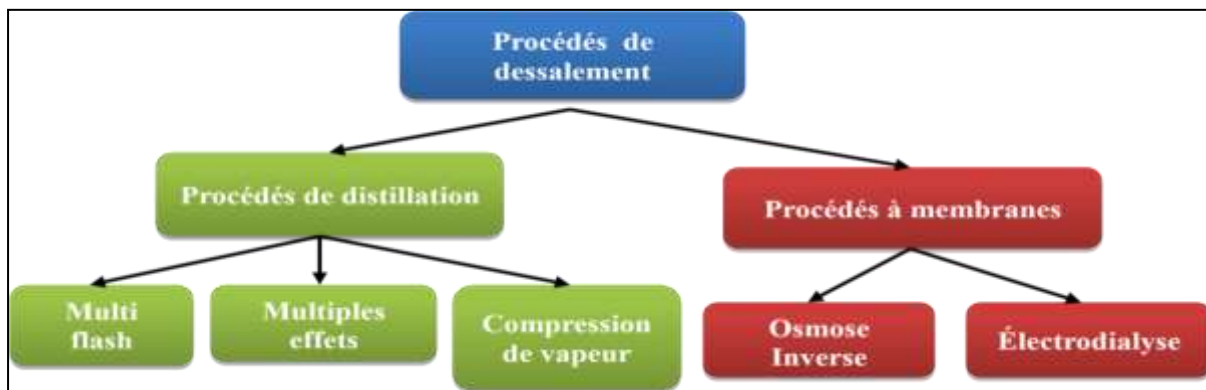 Procédés de
dessalement
Procédés de distillation
Procédés à membranes
Multi
flash
Multiples
effets
Compression
de vapeur
Osmose
Inverse
Électrodialyse